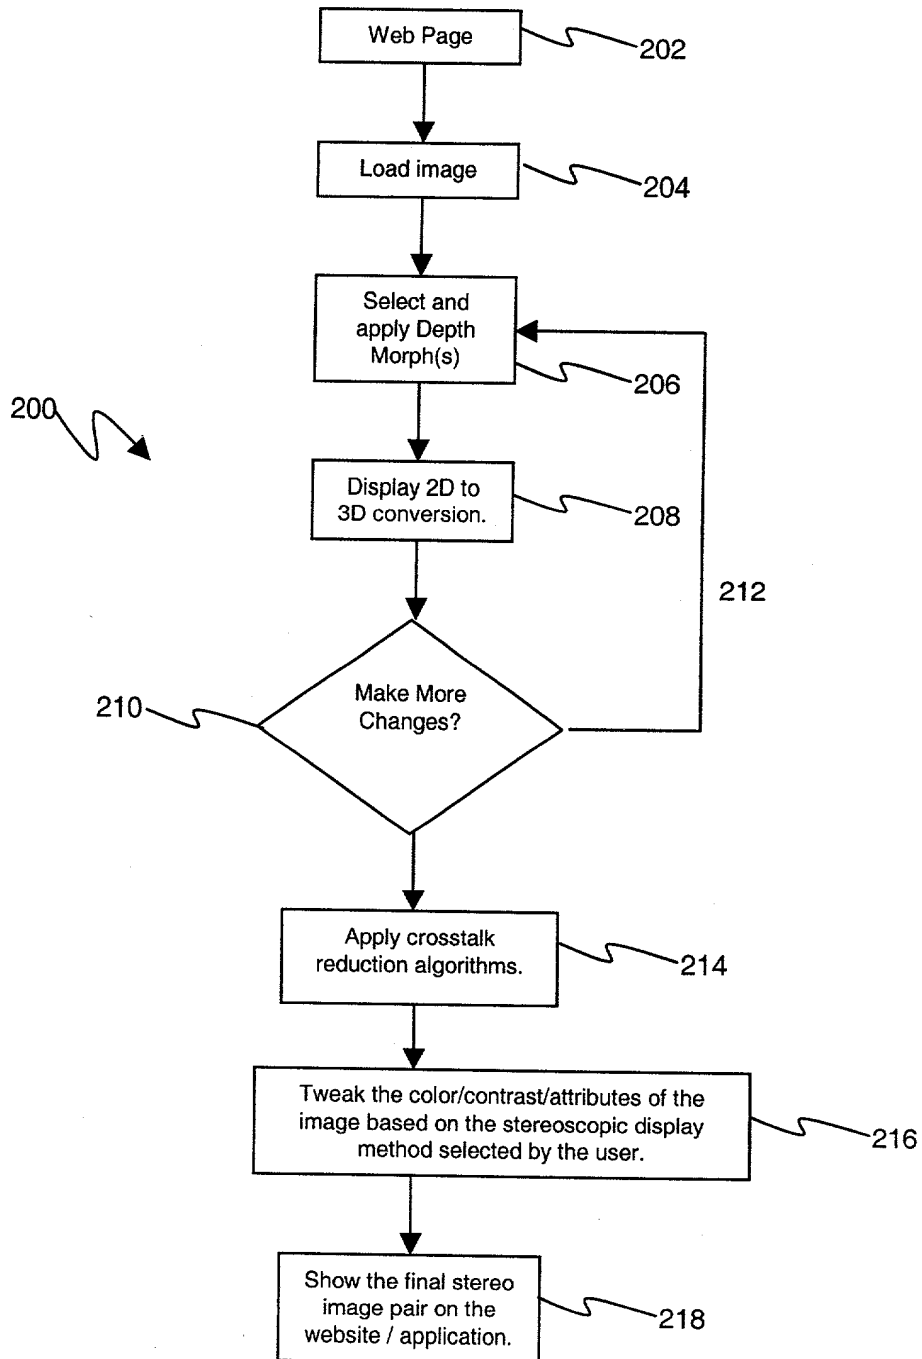 Web Page
202
Load image
204
Select and
apply Depth
Morph(s)
206
200
Display 2D to
3D conversion.
208
212
Make More
Changes?
210
Apply crosstalk
reduction algorithms.
214
Tweak the color/contrast/attributes of the
image based on the stereoscopic display
method selected by the user.
216
Show the final stereo
image pair on the
website / application.
218